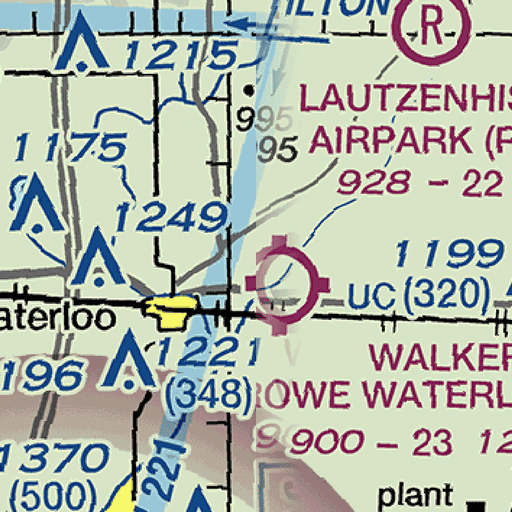 R
1215
995
95
LAUTZENHIS
AIRPARK (
928 - 22
1175
1249
1199
UC (320)
aterloo
1221
(348)
WALKER
OWE WATERL
196
900 - 23 12
1370
(500)
221
plant